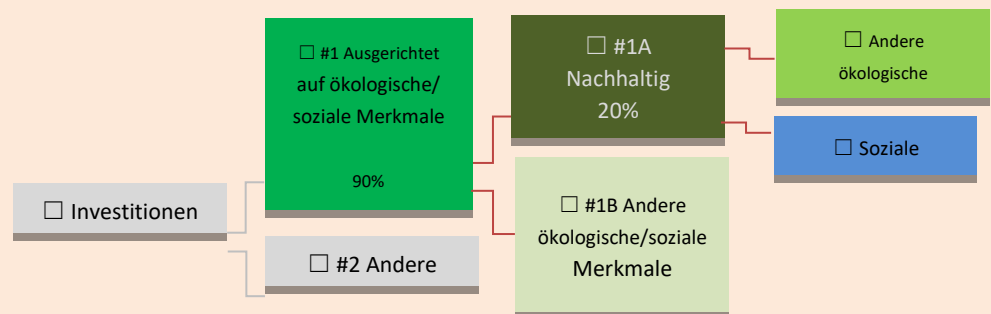 ☐ Investitionen
☐ #1 Ausgerichtet
auf ökologische/
soziale Merkmale
90%
☐ #2 Andere
☐ #1A
Nachhaltig
20%
☐ #1B Andere
ökologische/soziale
Merkmale
☐ Andere
ökologische
☐ Soziale